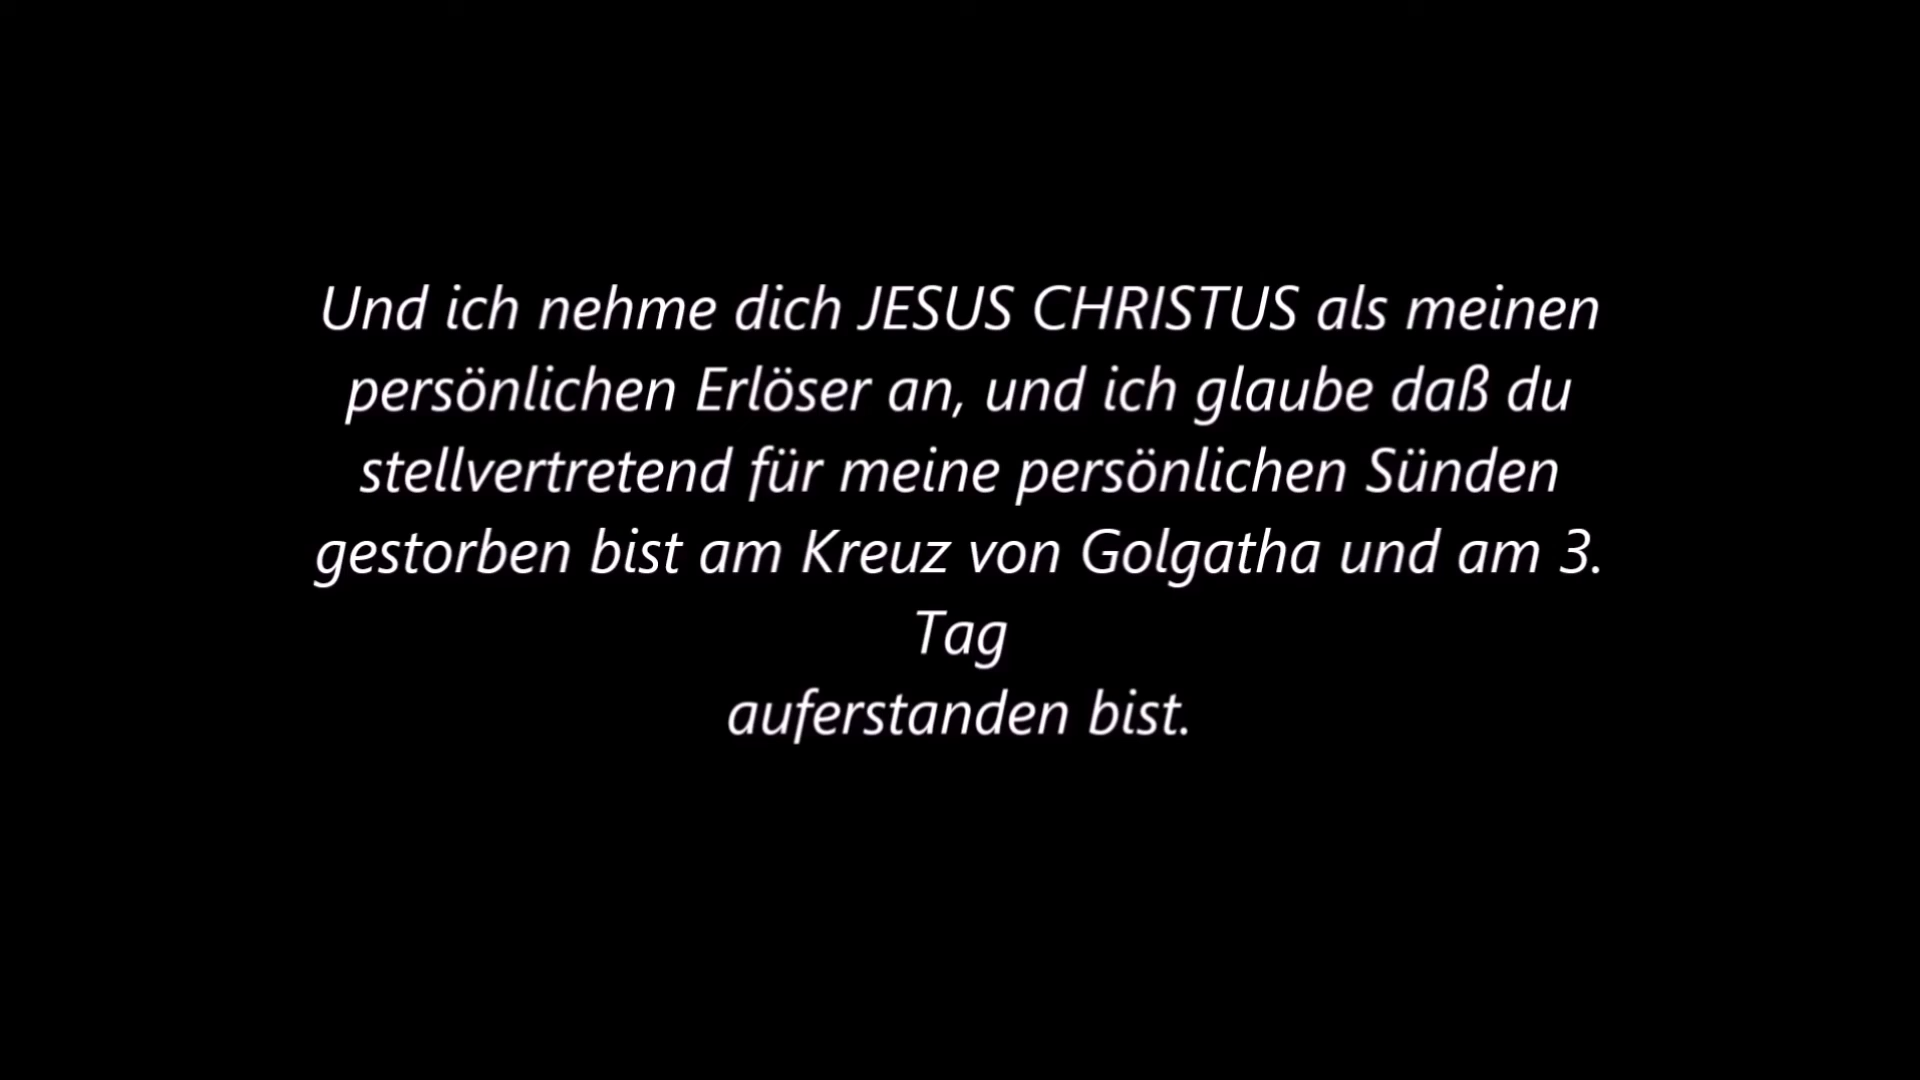 Und ich nehme dich JESUS CHRISTUS als meinen
persönlichen Erlöser an, und ich glaube daß du
stellvertretend für meine persönlichen Sünden
gestorben bist am Kreuz von Golgatha und am 3.
Tag
auferstanden bist.